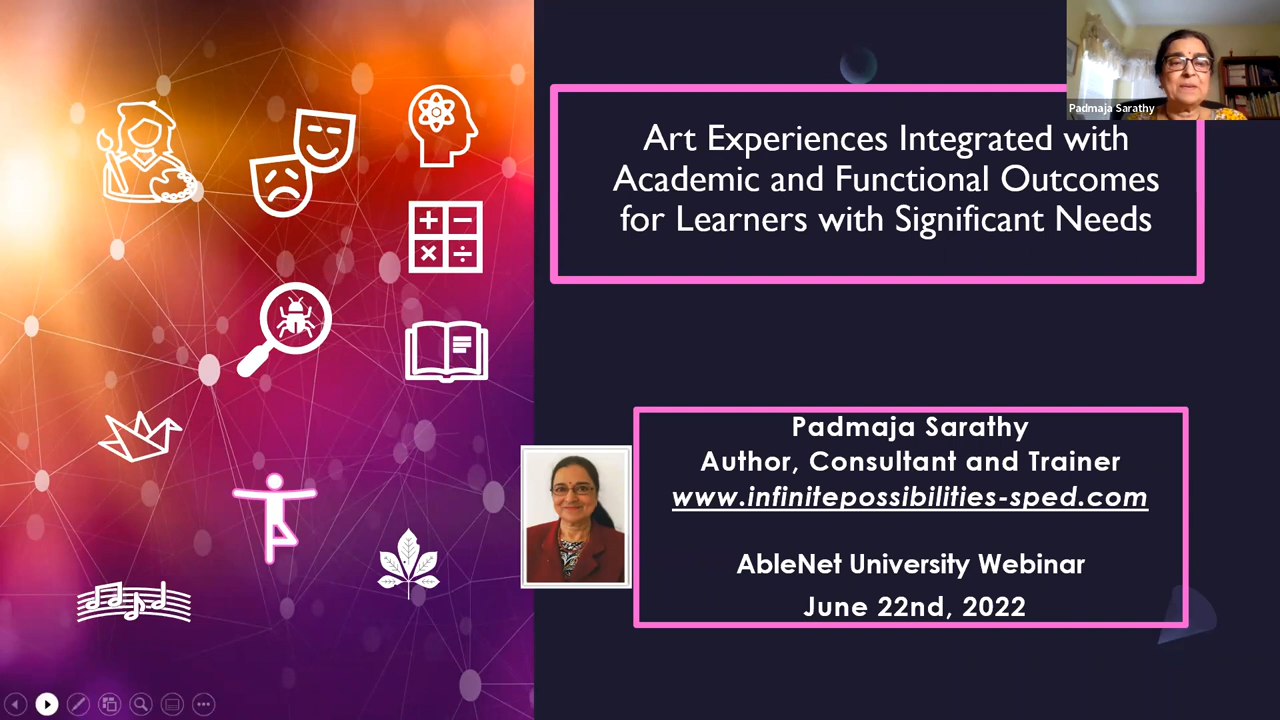 Padmaja Sarathy
Art Experiences Integrated with
Academic and Functional Outcomes
for Learners with Significant Needs
Padmaja Sarathy
Author, Consultant and Trainer
www.infinitepossibilities-sped.com
AbleNet University Webinar
June 22nd, 2022